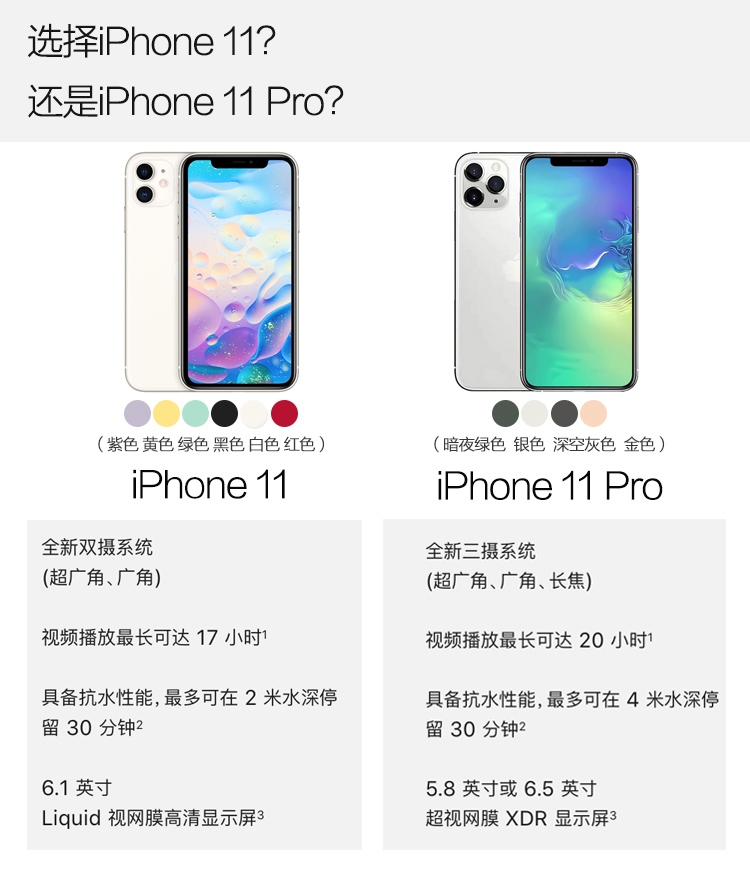 选择iPhone 11?
还是iPhone 11 Pro?
（紫色 黄色 绿色 黑色 白色 红色）
（暗夜绿色 银色 深空灰色 金色）
iPhone 11
iPhone 11 Pro
全新双摄系统
(超广角、广角)
视频播放最长可达 17 小时¹
具备抗水性能, 最多可在 2 米水深停
留 30 分钟²
6.1 英寸
Liquid 视网膜高清显示屏³
全新三摄系统
(超广角、广角、长焦)
视频播放最长可达 20 小时¹
具备抗水性能, 最多可在 4 米水深停
留 30 分钟²
5.8 英寸或 6.5 英寸
超视网膜 XDR 显示屏³